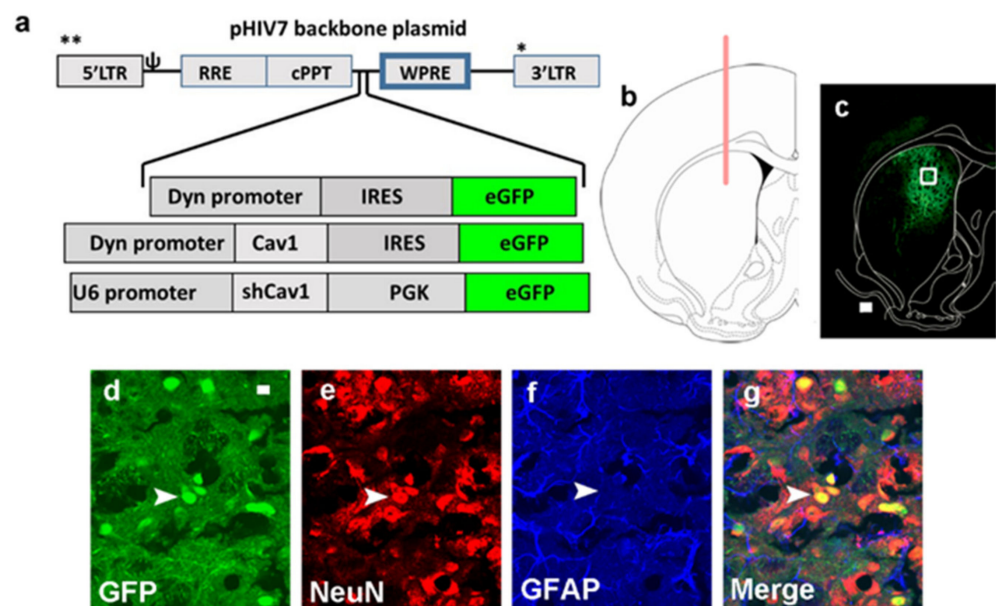 a
pHIV7 backbone plasmid
** ψ *
5'LTR RRE cPPT WPRE 3'LTR
Dyn promoter IRES eGFP
Dyn promoter Cav1 IRES eGFP
U6 promoter shCav1 PGK eGFP
b
c
d
GFP
e
NeuN
f
GFAP
g
Merge